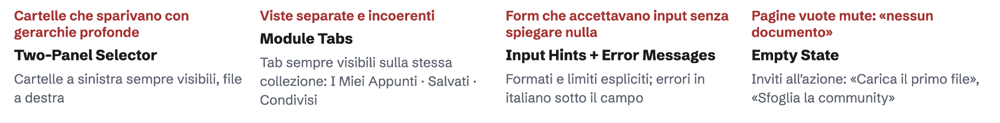 Cartelle che sparivano con
gerarchie profonde
Two-Panel Selector
Cartelle a sinistra sempre visibili, file
a destra
Viste separate e incoerenti
Module Tabs
Tab sempre visibili sulla stessa
collezione: I Miei Appunti · Salvati ·
Condivisi
Form che accettavano input senza
spiegare nulla
Input Hints + Error Messages
Formati e limiti espliciti; errori in
italiano sotto il campo
Pagine vuote mute: «nessun
documento»
Empty State
Inviti all'azione: «Carica il primo file»,
«Sfoglia la community»